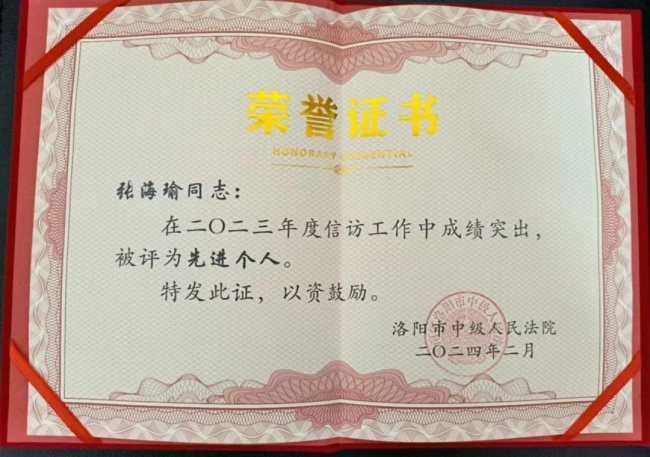 荣誉证书
HONORARY CREDENTIAL
张海瑜同志：
在二〇二三年度信访工作中成绩突出，
被评为先进个人。
特发此证，以资鼓励。
洛阳市中级人民法院
二〇二四年二月